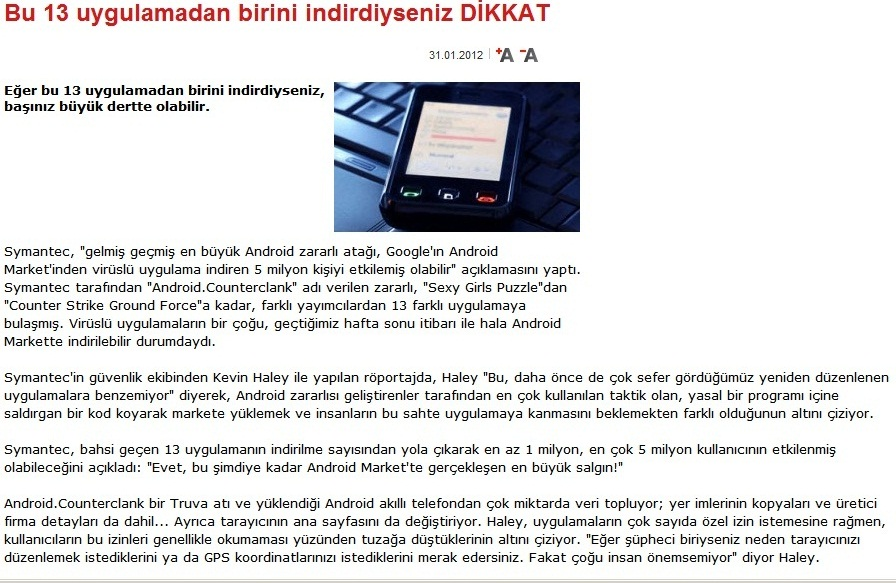 Bu 13 uygulamadan birini indirdiyseniz DİKKAT
31.01.2012 | +A -A
Eğer bu 13 uygulamadan birini indirdiyseniz,
başınız büyük dertte olabilir.
Symantec, "gelmiş geçmiş en büyük Android zararlı atağı, Google'ın Android
Market'inden virüslü uygulama indiren 5 milyon kişiyi etkilemiş olabilir" açıklamasını yaptı.
Symantec tarafından "Android.Counterclank" adı verilen zararlı, "Sexy Girls Puzzle"dan
"Counter Strike Ground Force"a kadar, farklı yayımcılardan 13 farklı uygulamaya
bulaşmış. Virüslü uygulamaların bir çoğu, geçtiğimiz hafta sonu itibarı ile hala Android
Markette indirilebilir durumdaydı.
Symantec'in güvenlik ekibinden Kevin Haley ile yapılan röportajda, Haley "Bu, daha önce de çok sefer gördüğümüz yeniden düzenlenen
uygulamalara benzemiyor" diyerek, Android zararlısı geliştirenler tarafından en çok kullanılan taktik olan, yasal bir programı içine
saldırgan bir kod koyarak markete yüklemek ve insanların bu sahte uygulamaya kanmasını beklemekten farklı olduğunun altını çiziyor.
Symantec, bahsi geçen 13 uygulamanın indirilme sayısından yola çıkarak en az 1 milyon, en çok 5 milyon kullanıcının etkilenmiş
olabileceğini açıkladı: "Evet, bu şimdiye kadar Android Market'te gerçekleşen en büyük salgın!"
Android.Counterclank bir Truva atı ve yüklendiği Android akıllı telefondan çok miktarda veri topluyor; yer imlerinin kopyaları ve üretici
firma detayları da dahil... Ayrıca tarayıcının ana sayfasını da değiştiriyor. Haley, uygulamaların çok sayıda özel izin istemesine rağmen,
kullanıcıların bu izinleri genellikle okumaması yüzünden tuzağa düştüklerinin altını çiziyor. "Eğer şüpheci biriyseniz neden tarayıcınızı
düzenlemek istediklerini ya da GPS koordinatlarınızı istediklerini merak edersiniz. Fakat çoğu insan önemsemiyor" diyor Haley.